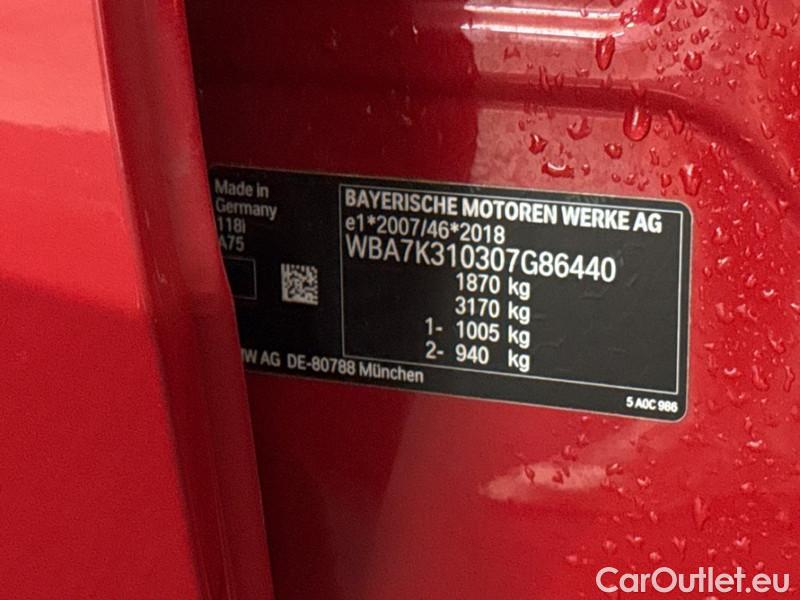 Made in
Germany
118i
A75
BAYERISCHE MOTOREN WERKE AG
e1*2007/46*2018
WBA7K310307G86440
1870 kg
3170 kg
1- 1005 kg
2- 940 kg
AG DE-80788 München
5 A0C 986
CarOutlet.eu